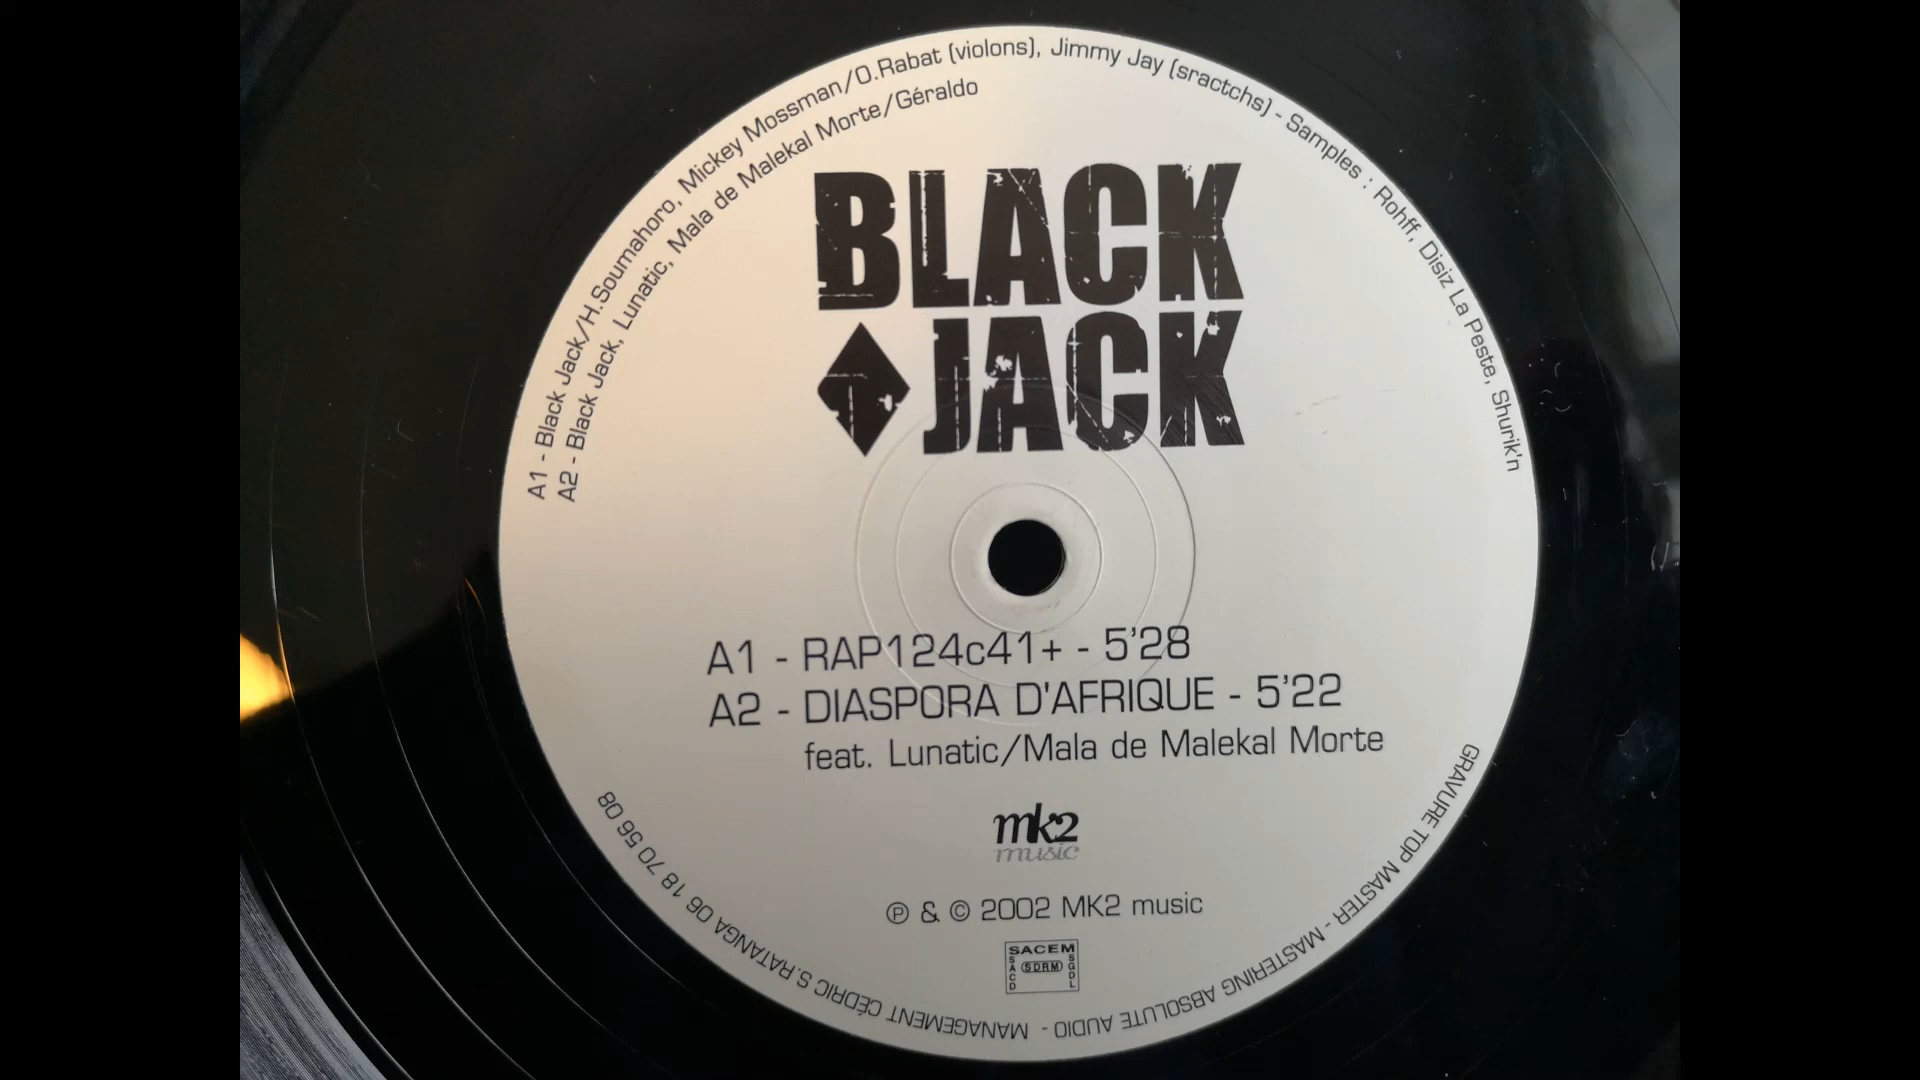 A1 - Black Jack/H.Soumahoro, Mickey Mossman/O.Rabat (violons), Jimmy Jay (sractchs) - Samples : Rohff, Disiz La Peste, Shurik'n
A2 - Black Jack, Lunatic, Mala de Malekal Morte/Géraldo
BLACK
JACK
A1 - RAP124c41+ - 5'28
A2 - DIASPORA D'AFRIQUE - 5'22
feat. Lunatic/Mala de Malekal Morte
mk2
music
℗ & © 2002 MK2 music
SACEM
SACD
SDRM
SGDL
GRAVURE TOP MASTER - MASTERING ABSOLUTE AUDIO - MANAGEMENT CÉDRIC S.RATANGA 06 18 70 56 08